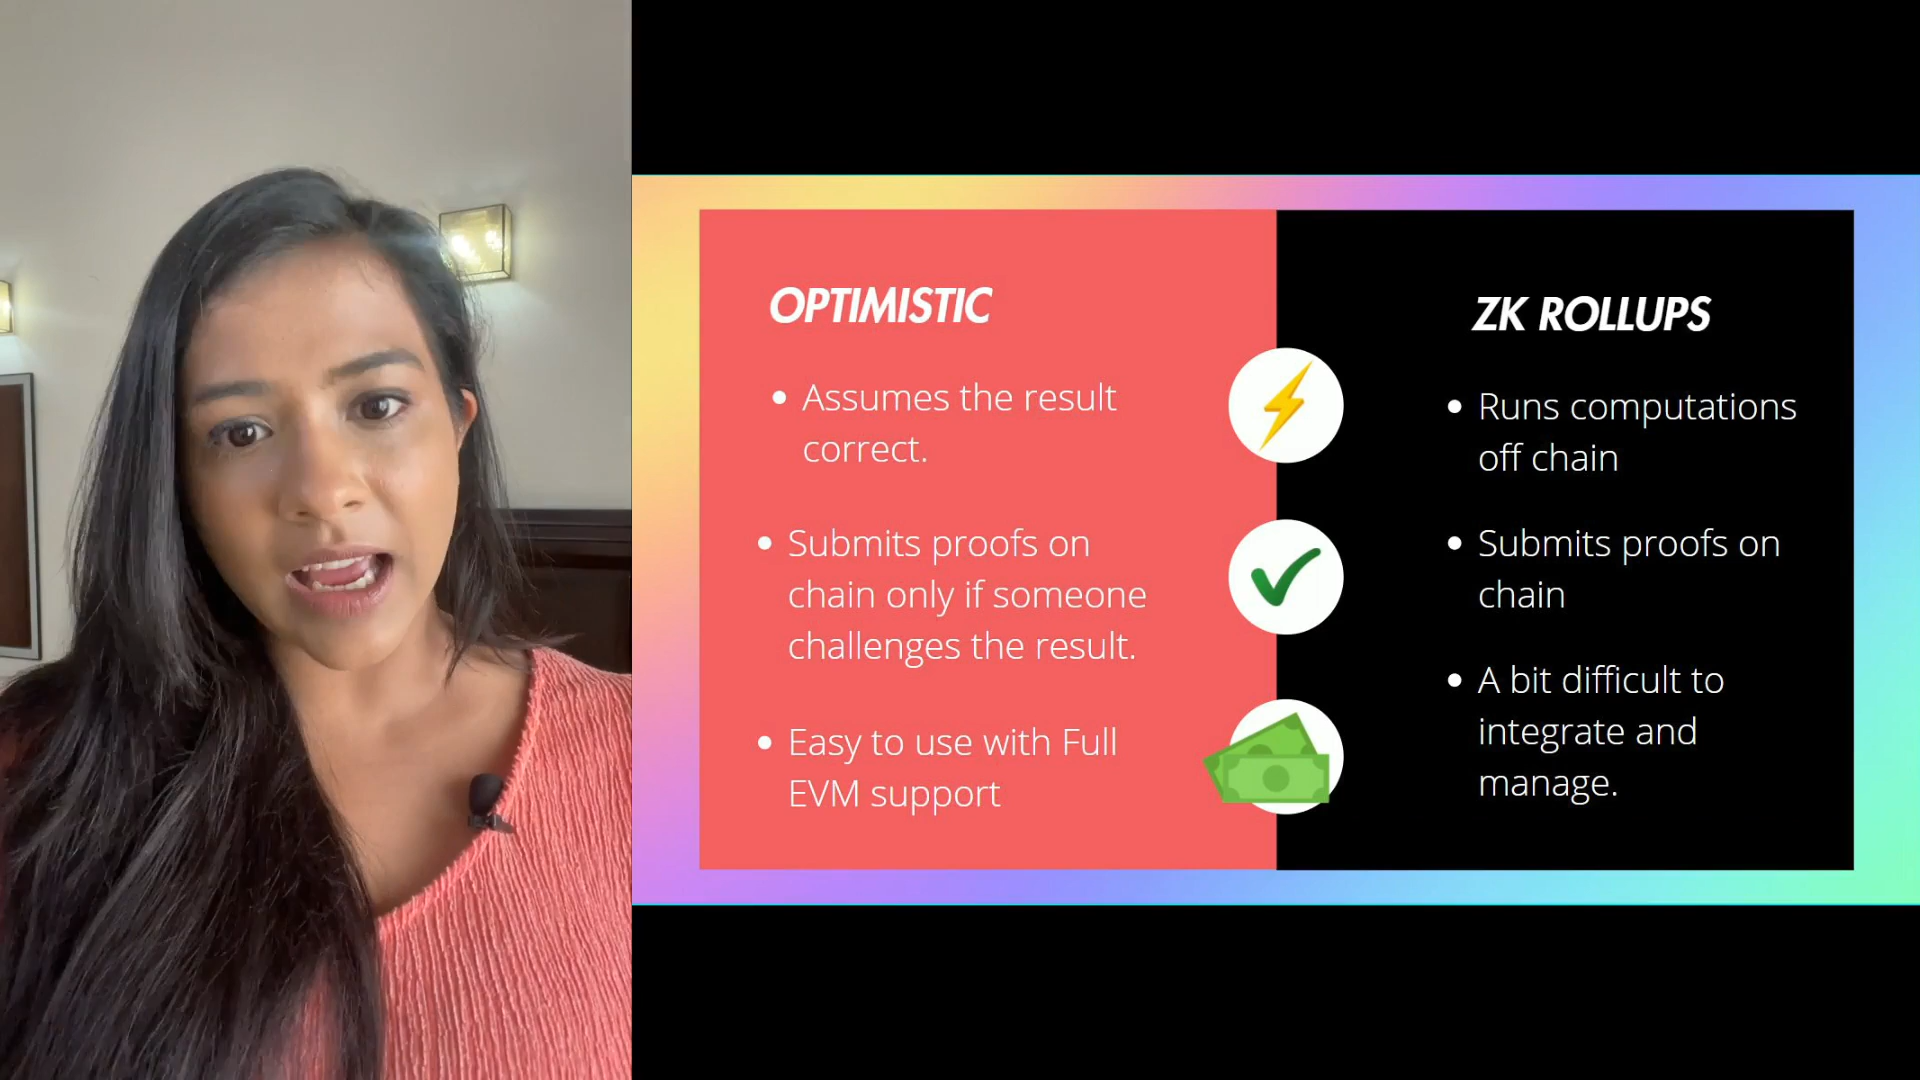 OPTIMISTIC
Assumes the result
correct.
Submits proofs on
chain only if someone
challenges the result.
Easy to use with Full
EVM support
ZK ROLLUPS
Runs computations
off chain
Submits proofs on
chain
A bit difficult to
integrate and
manage.